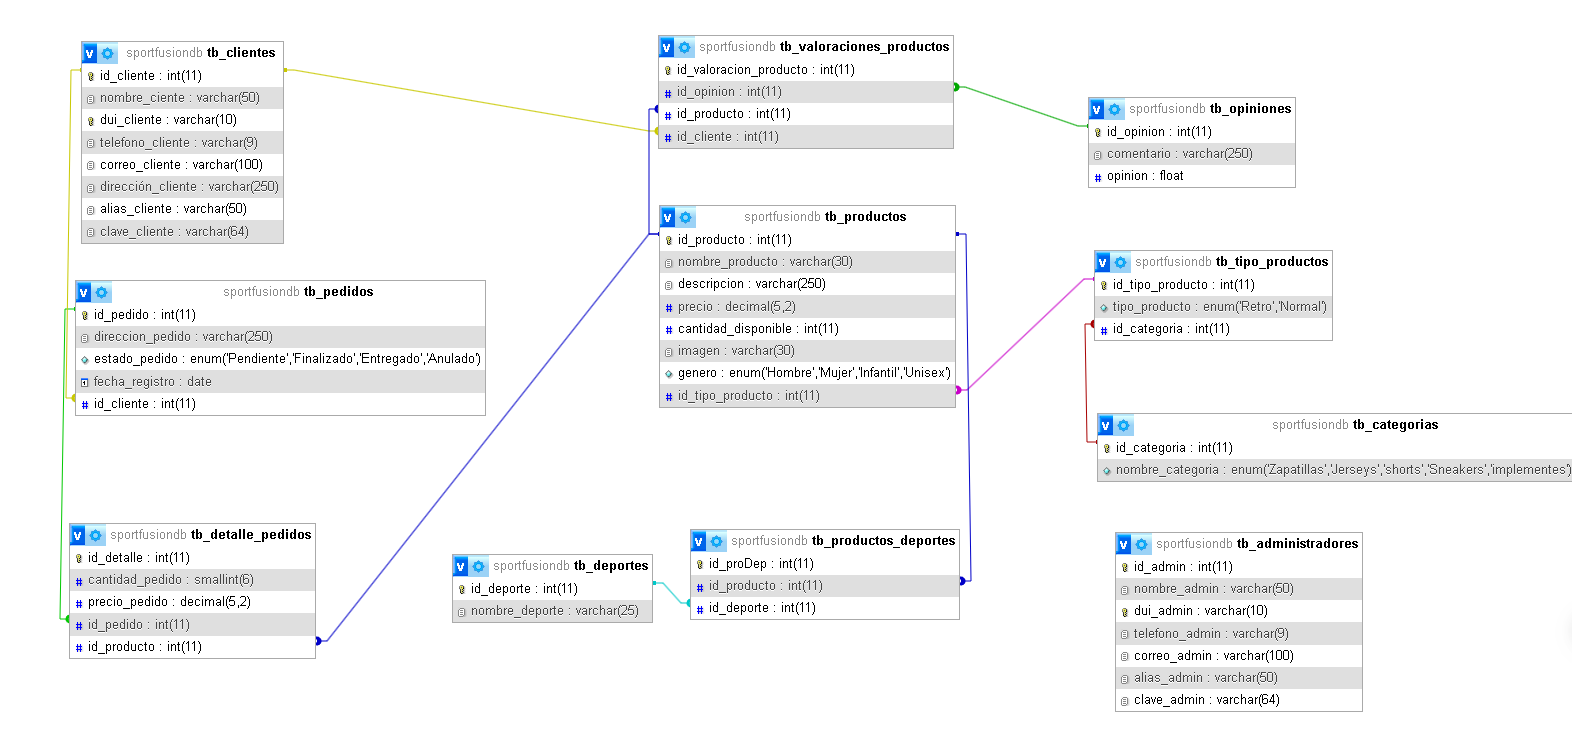 sportfusiondb tb_clientes
id_cliente : int(11)
nombre_ciente : varchar(50)
dui_cliente : varchar(10)
telefono_cliente : varchar(9)
correo_cliente : varchar(100)
dirección_cliente : varchar(250)
alias_cliente : varchar(50)
clave_cliente : varchar(64)
sportfusiondb tb_valoraciones_productos
id_valoracion_producto : int(11)
id_opinion : int(11)
id_producto : int(11)
id_cliente : int(11)
sportfusiondb tb_opiniones
id_opinion : int(11)
comentario : varchar(250)
opinion : float
sportfusiondb tb_pedidos
id_pedido : int(11)
direccion_pedido : varchar(250)
estado_pedido : enum('Pendiente','Finalizado','Entregado','Anulado')
fecha_registro : date
id_cliente : int(11)
sportfusiondb tb_productos
id_producto : int(11)
nombre_producto : varchar(30)
descripcion : varchar(250)
precio : decimal(5,2)
cantidad_disponible : int(11)
imagen : varchar(30)
genero : enum('Hombre','Mujer','Infantil','Unisex')
id_tipo_producto : int(11)
sportfusiondb tb_tipo_productos
id_tipo_producto : int(11)
tipo_producto : enum('Retro','Normal')
id_categoria : int(11)
sportfusiondb tb_categorias
id_categoria : int(11)
nombre_categoria : enum('Zapatillas','Jerseys','shorts','Sneakers','implementes')
sportfusiondb tb_detalle_pedidos
id_detalle : int(11)
cantidad_pedido : smallint(6)
precio_pedido : decimal(5,2)
id_pedido : int(11)
id_producto : int(11)
sportfusiondb tb_deportes
id_deporte : int(11)
nombre_deporte : varchar(25)
sportfusiondb tb_productos_deportes
id_proDep : int(11)
id_producto : int(11)
id_deporte : int(11)
sportfusiondb tb_administradores
id_admin : int(11)
nombre_admin : varchar(50)
dui_admin : varchar(10)
telefono_admin : varchar(9)
correo_admin : varchar(100)
alias_admin : varchar(50)
clave_admin : varchar(64)